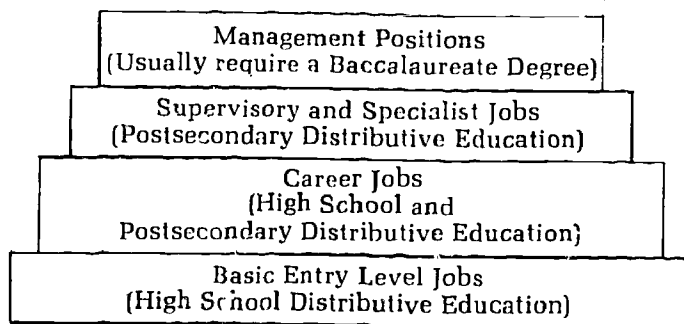 Management Positions
(Usually require a Baccalaureate Degree)
Supervisory and Specialist Jobs
(Postsecondary Distributive Education)
Career Jobs
(High School and
Postsecondary Distributive Education)
Basic Entry Level Jobs
(High School Distributive Education)